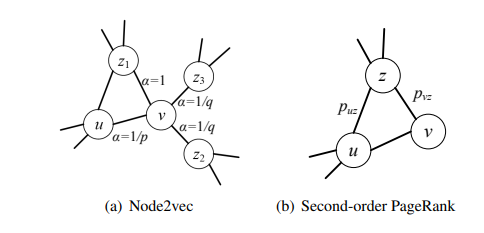 z1
α=1
z3
α=1/q
v
u
α=1/p
α=1/q
z2
z
puz
pvz
v
u
(a) Node2vec
(b) Second-order PageRank